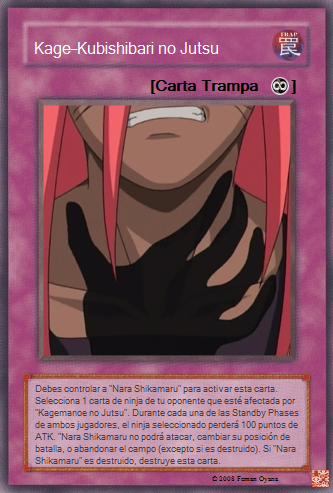 Kage-Kubishibari no Jutsu
TRAP
罠
[Carta Trampa ]
Debes controlar a "Nara Shikamaru" para activar esta carta.
Selecciona 1 carta de ninja de tu oponente que esté afectada por
"Kagemanoe no Jutsu". Durante cada una de las Standby Phases
de ambos jugadores, el ninja seleccionado perderá 100 puntos
de ATK. "Nara Shikamaru no podrá atacar, cambiar su posición de
batalla, o abandonar el campo (excepto si es destruido). Si "Nara
Shikamaru" es destruido, destruye esta carta.
© 2008